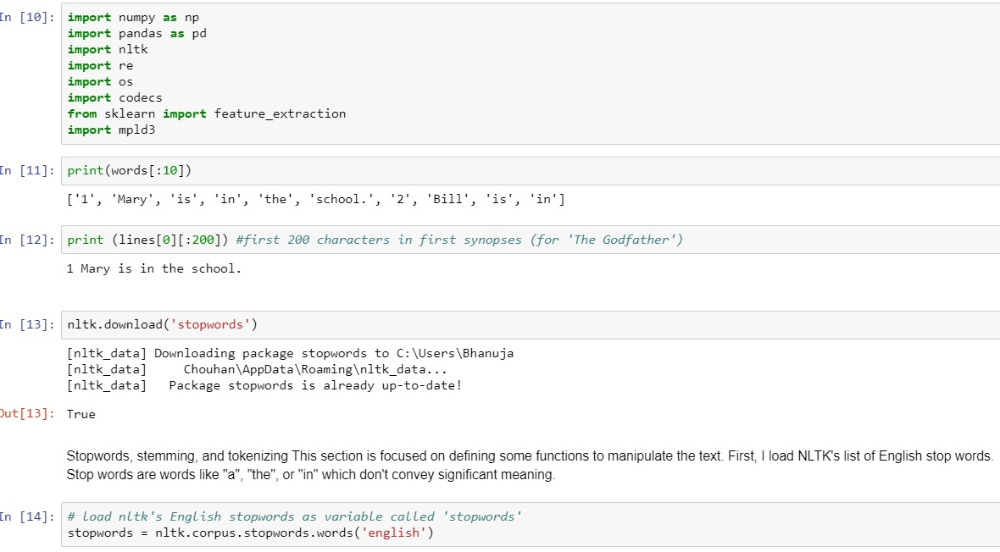 In [10]: import numpy as np
import pandas as pd
import nltk
import re
import os
import codecs
from sklearn import feature_extraction
import mpld3
In [11]: print(words[:10])
['1', 'Mary', 'is', 'in', 'the', 'school.', '2', 'Bill', 'is', 'in']
In [12]: print (lines[0][:200]) #first 200 characters in first synopses (for 'The Godfather')
1 Mary is in the school.
In [13]: nltk.download('stopwords')
[nltk_data] Downloading package stopwords to C:\Users\Bhanuja
[nltk_data]     Chouhan\AppData\Roaming\nltk_data...
[nltk_data]   Package stopwords is already up-to-date!
Out[13]: True
Stopwords, stemming, and tokenizing This section is focused on defining some functions to manipulate the text. First, I load NLTK's list of English stop words.
Stop words are words like "a", "the", or "in" which don't convey significant meaning.
In [14]: # load nltk's English stopwords as variable called 'stopwords'
stopwords = nltk.corpus.stopwords.words('english')